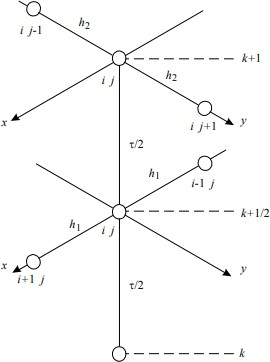 i j-1
h2
k+1
i j
h2
x
i j+1
y
τ/2
h1
i-1 j
h1
i j
k+1/2
x
i+1 j
τ/2
y
k